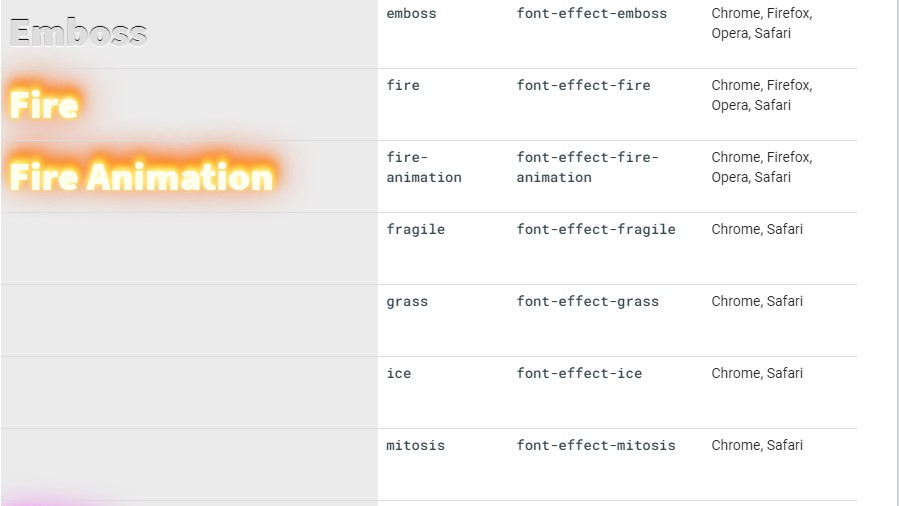 Emboss
emboss
font-effect-emboss
Chrome, Firefox,
Opera, Safari
Fire
fire
font-effect-fire
Chrome, Firefox,
Opera, Safari
Fire Animation
fire-
animation
font-effect-fire-
animation
Chrome, Firefox,
Opera, Safari
fragile
font-effect-fragile
Chrome, Safari
grass
font-effect-grass
Chrome, Safari
ice
font-effect-ice
Chrome, Safari
mitosis
font-effect-mitosis
Chrome, Safari